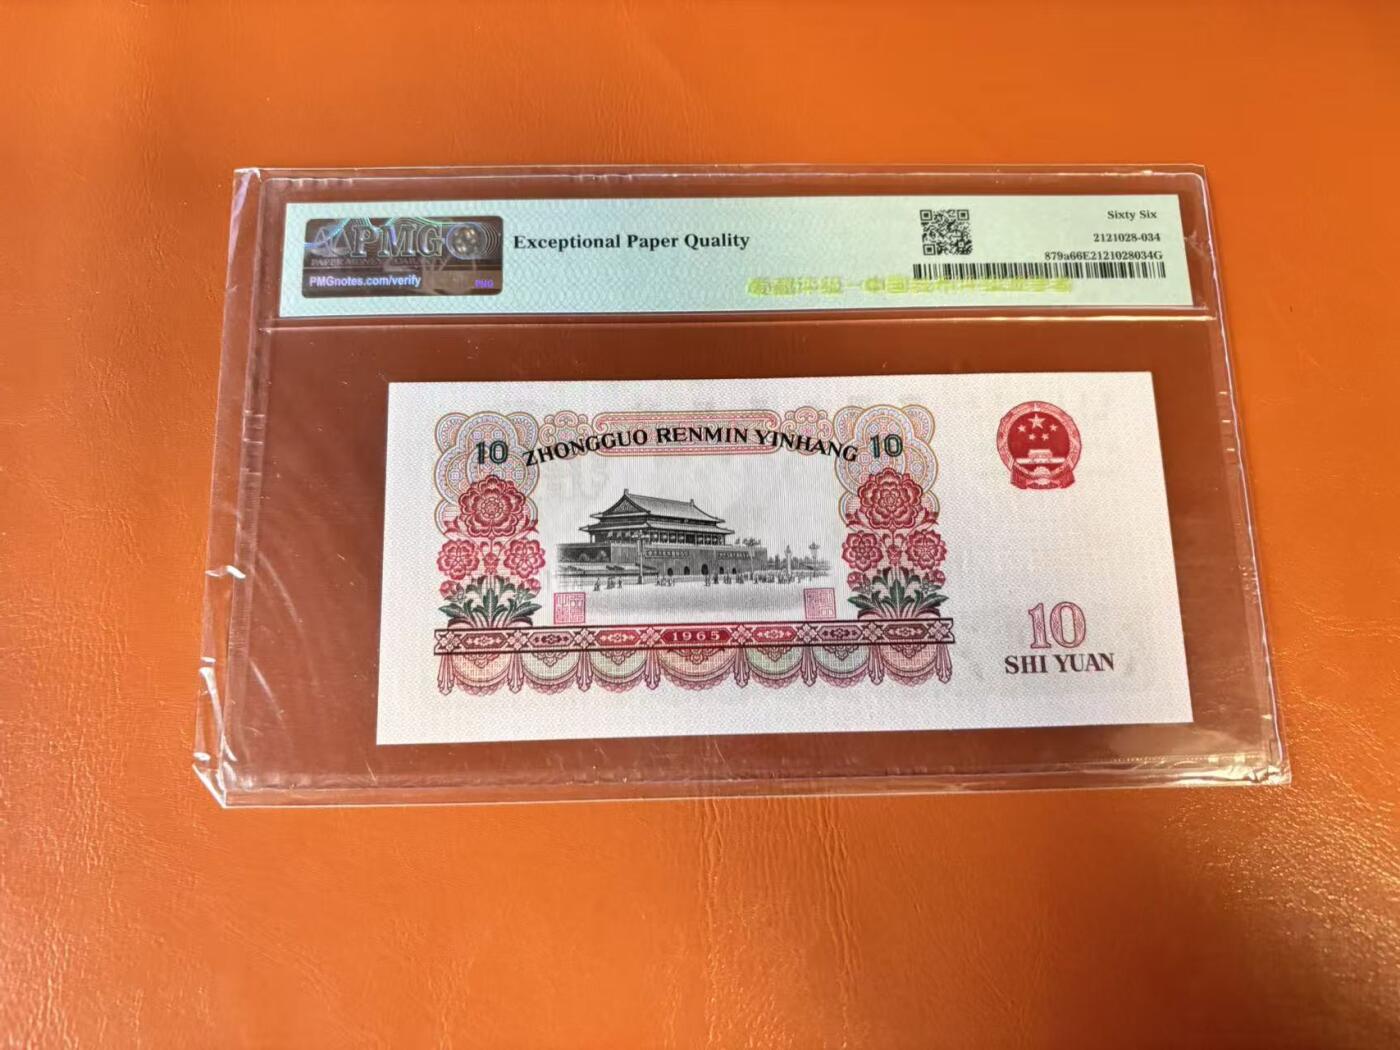 PMG
PAPER MONEY GUARANTY
PMGnotes.com/verify
PMG
Exceptional Paper Quality
Sixty Six
2121028-034
879a66E2121028034G
10 ZHONGGUO RENMIN YINHANG 10
1965
10
SHI YUAN